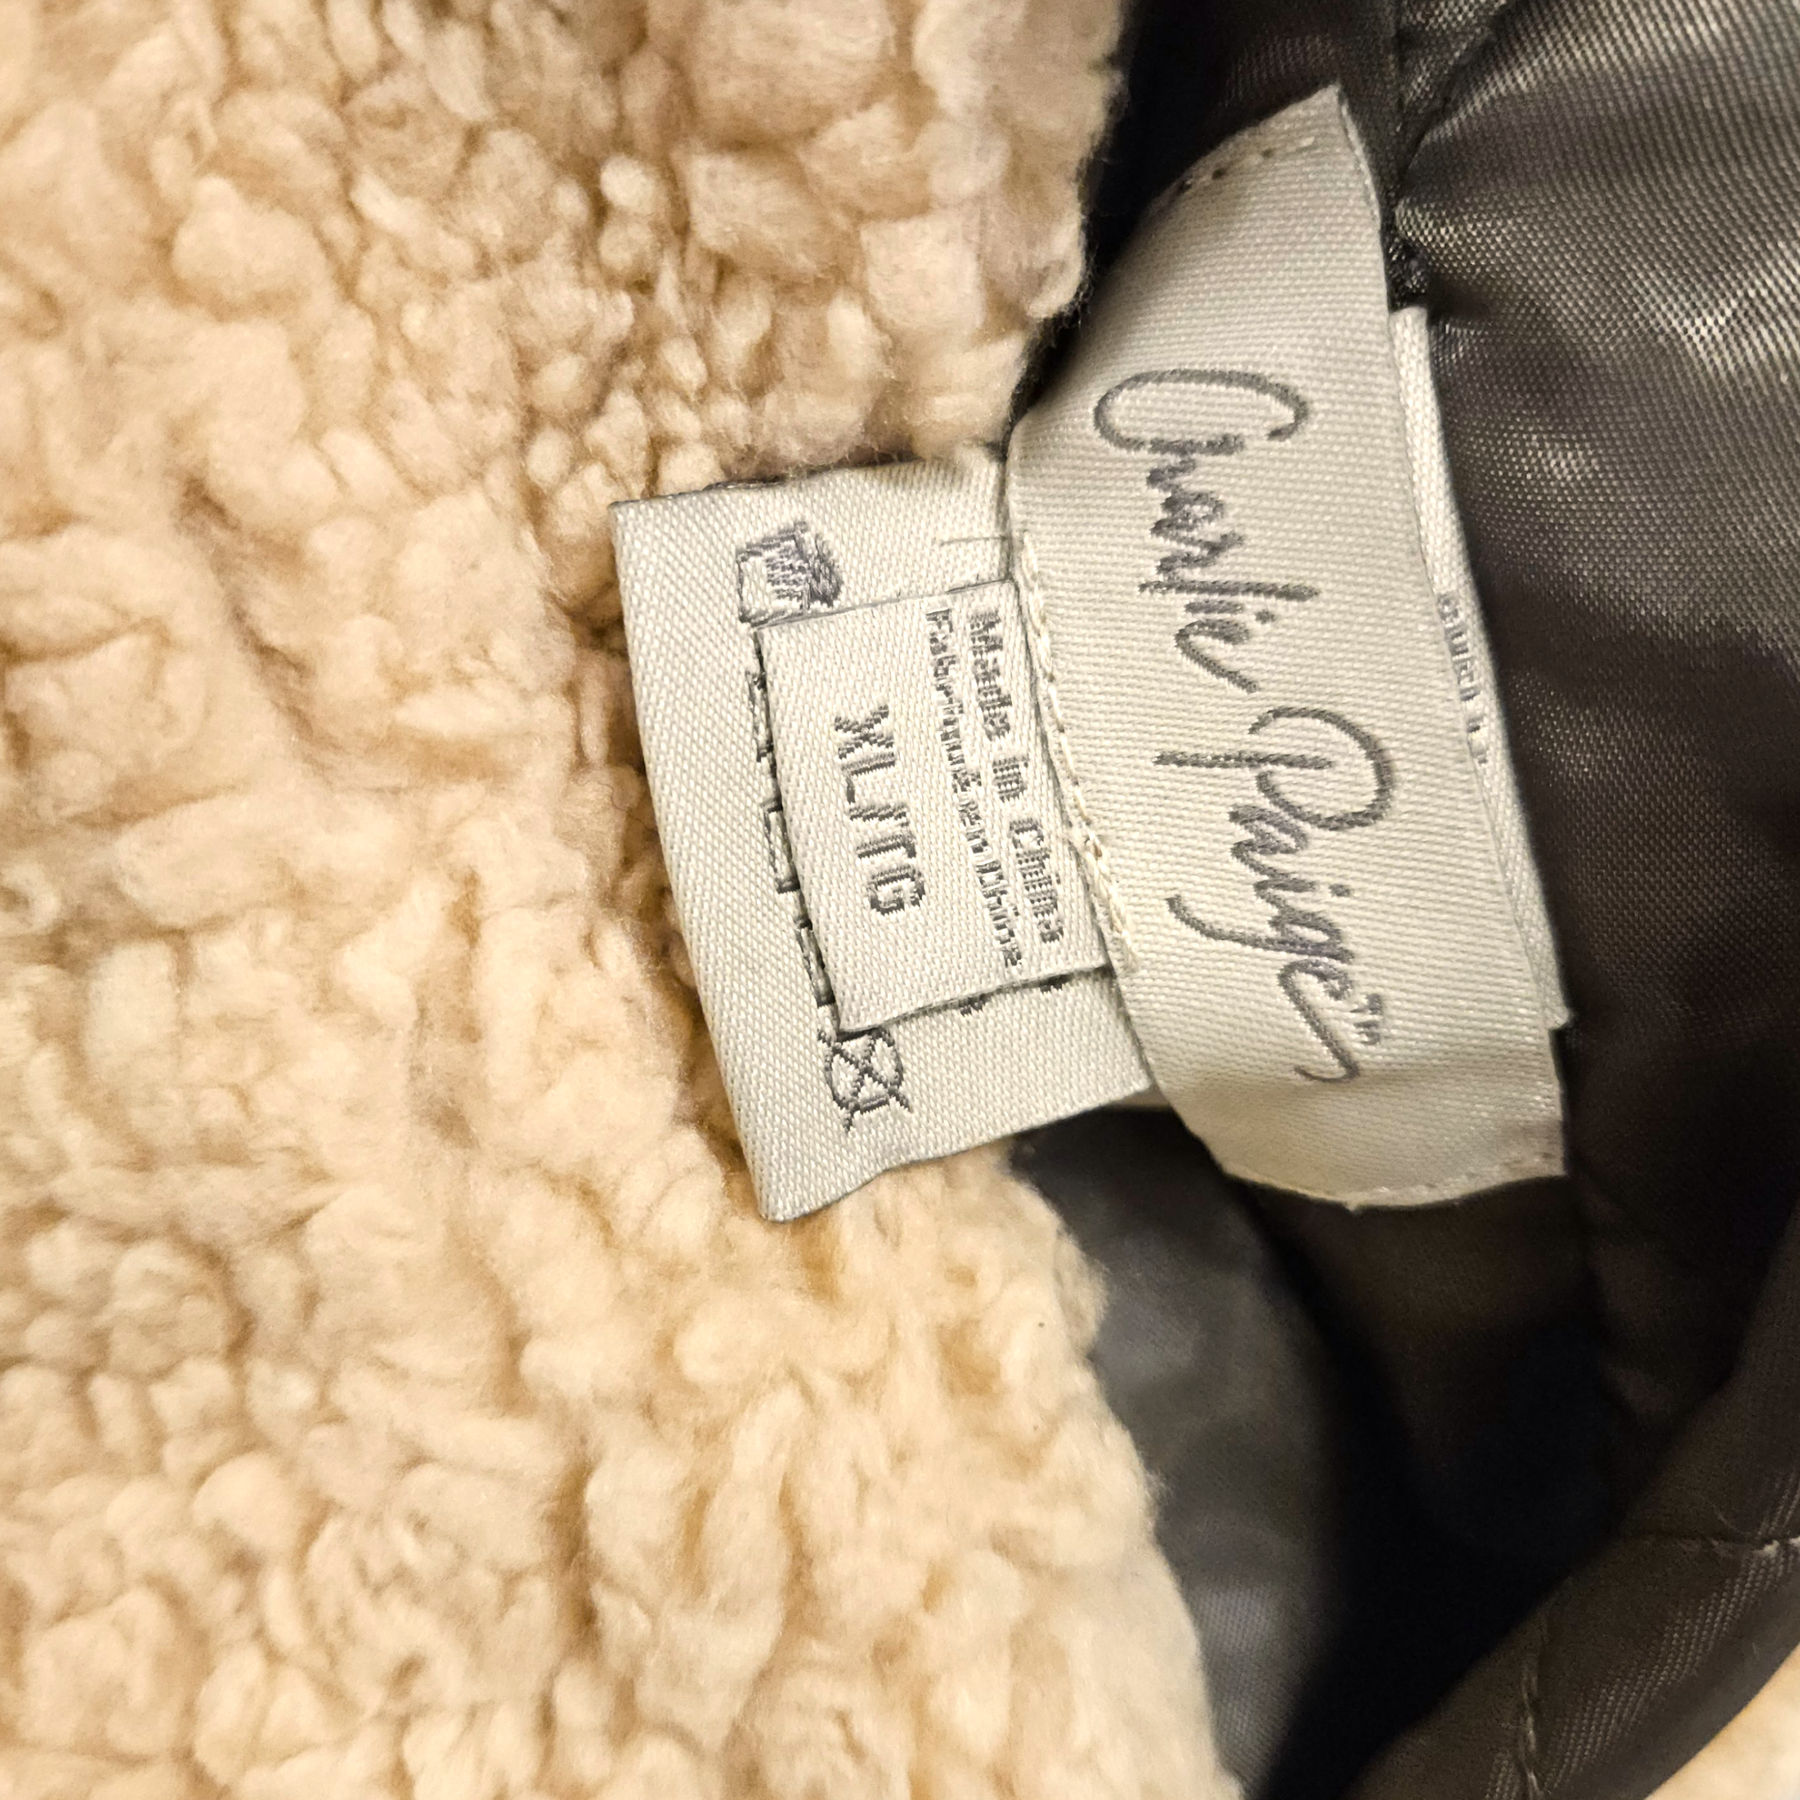 Charlie Paige™
Made in China
Fabriqué en Chine
XL/TG